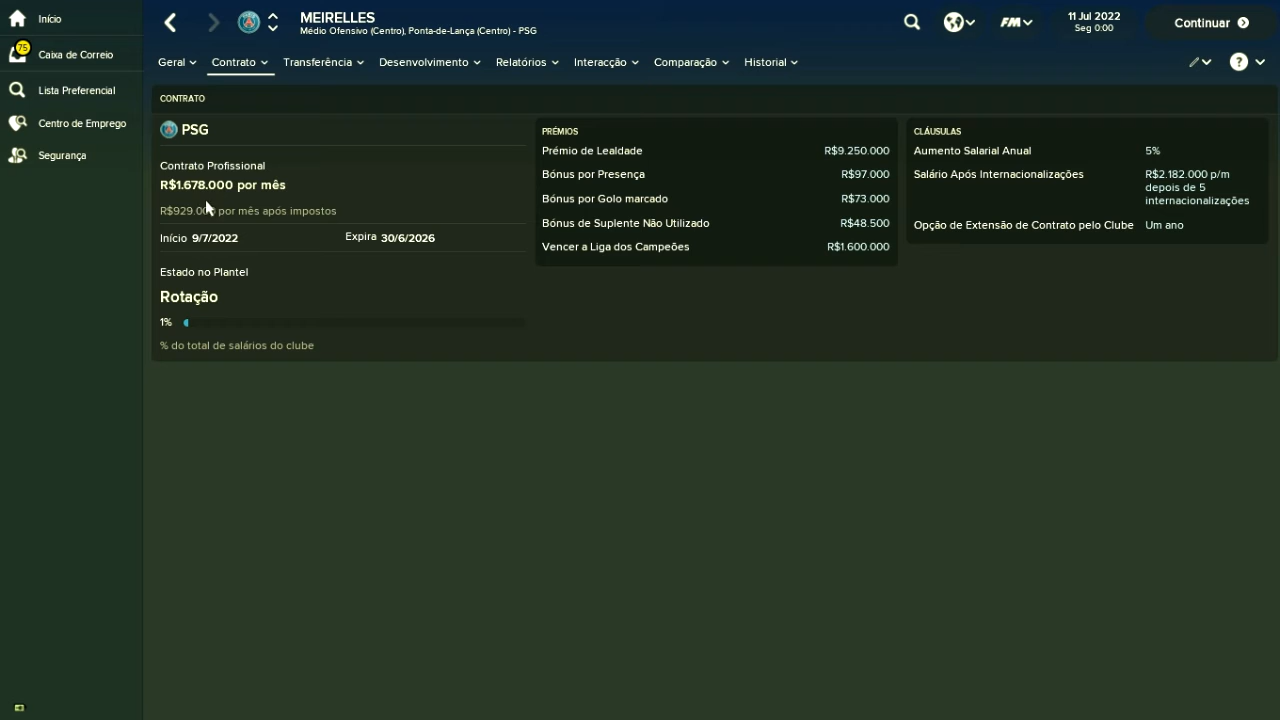 Início
75
Caixa de Correio
Lista Preferencial
Centro de Emprego
Segurança
MEIRELLES
Médio Ofensivo (Centro), Ponta-de-Lança (Centro) - PSG
FM
11 Jul 2022
Seg 0:00
Continuar
Geral
Contrato
Transferência
Desenvolvimento
Relatórios
Interacção
Comparação
Historial
?
CONTRATO
PSG
Contrato Profissional
R$1.678.000 por mês
por mês após impostos
Início 9/7/2022
Expira 30/6/2026
Estado no Plantel
Rotação
1%
% do total de salários do clube
PRÉMIOS
Prémio de Lealdade R$9.250.000
Bónus por Presença R$97.000
Bónus por Golo marcado R$73.000
Bónus de Suplente Não Utilizado R$48.500
Vencer a Liga dos Campeões R$1.600.000
CLÁUSULAS
Aumento Salarial Anual 5%
Salário Após Internacionalizações R$2.182.000 p/m
depois de 5
internacionalizações
Opção de Extensão de Contrato pelo Clube Um ano